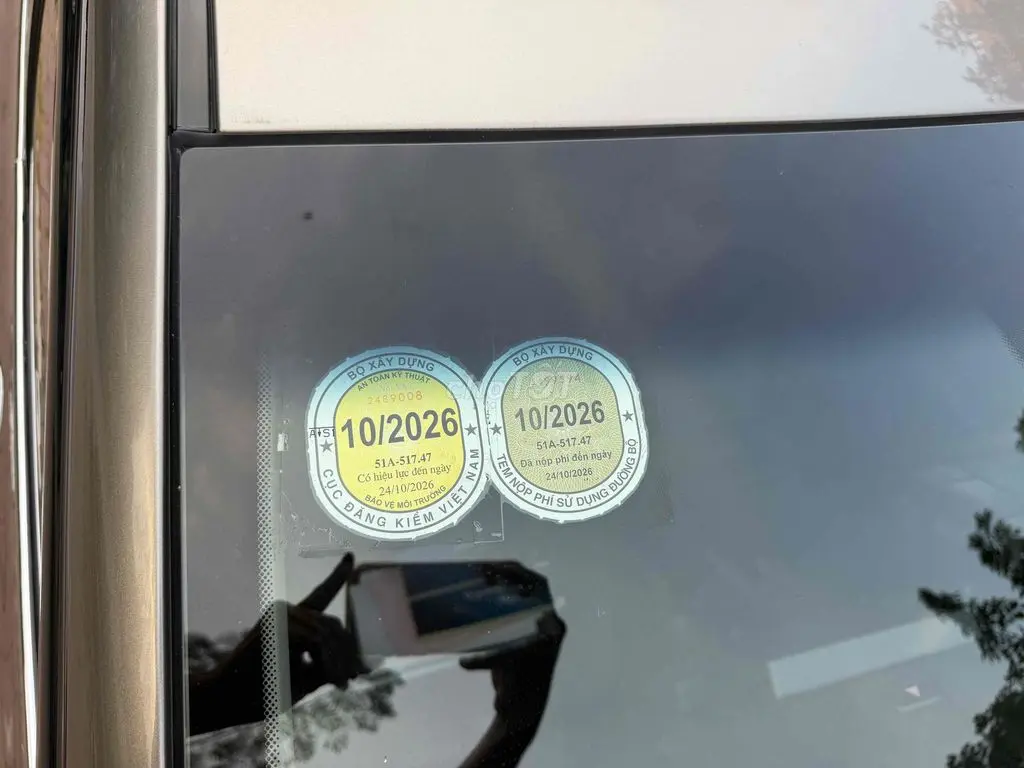 BỘ XÂY DỰNG
AN TOÀN KỸ THUẬT
2489008
10/2026
51A-517.47
Có hiệu lực đến ngày
24/10/2026
BẢO VỆ MÔI TRƯỜNG
CỤC ĐĂNG KIỂM VIỆT NAM
BỘ XÂY DỰNG
10/2026
51A-517.47
Đã nộp phí đến ngày
24/10/2026
TEM NỘP PHÍ SỬ DỤNG ĐƯỜNG BỘ